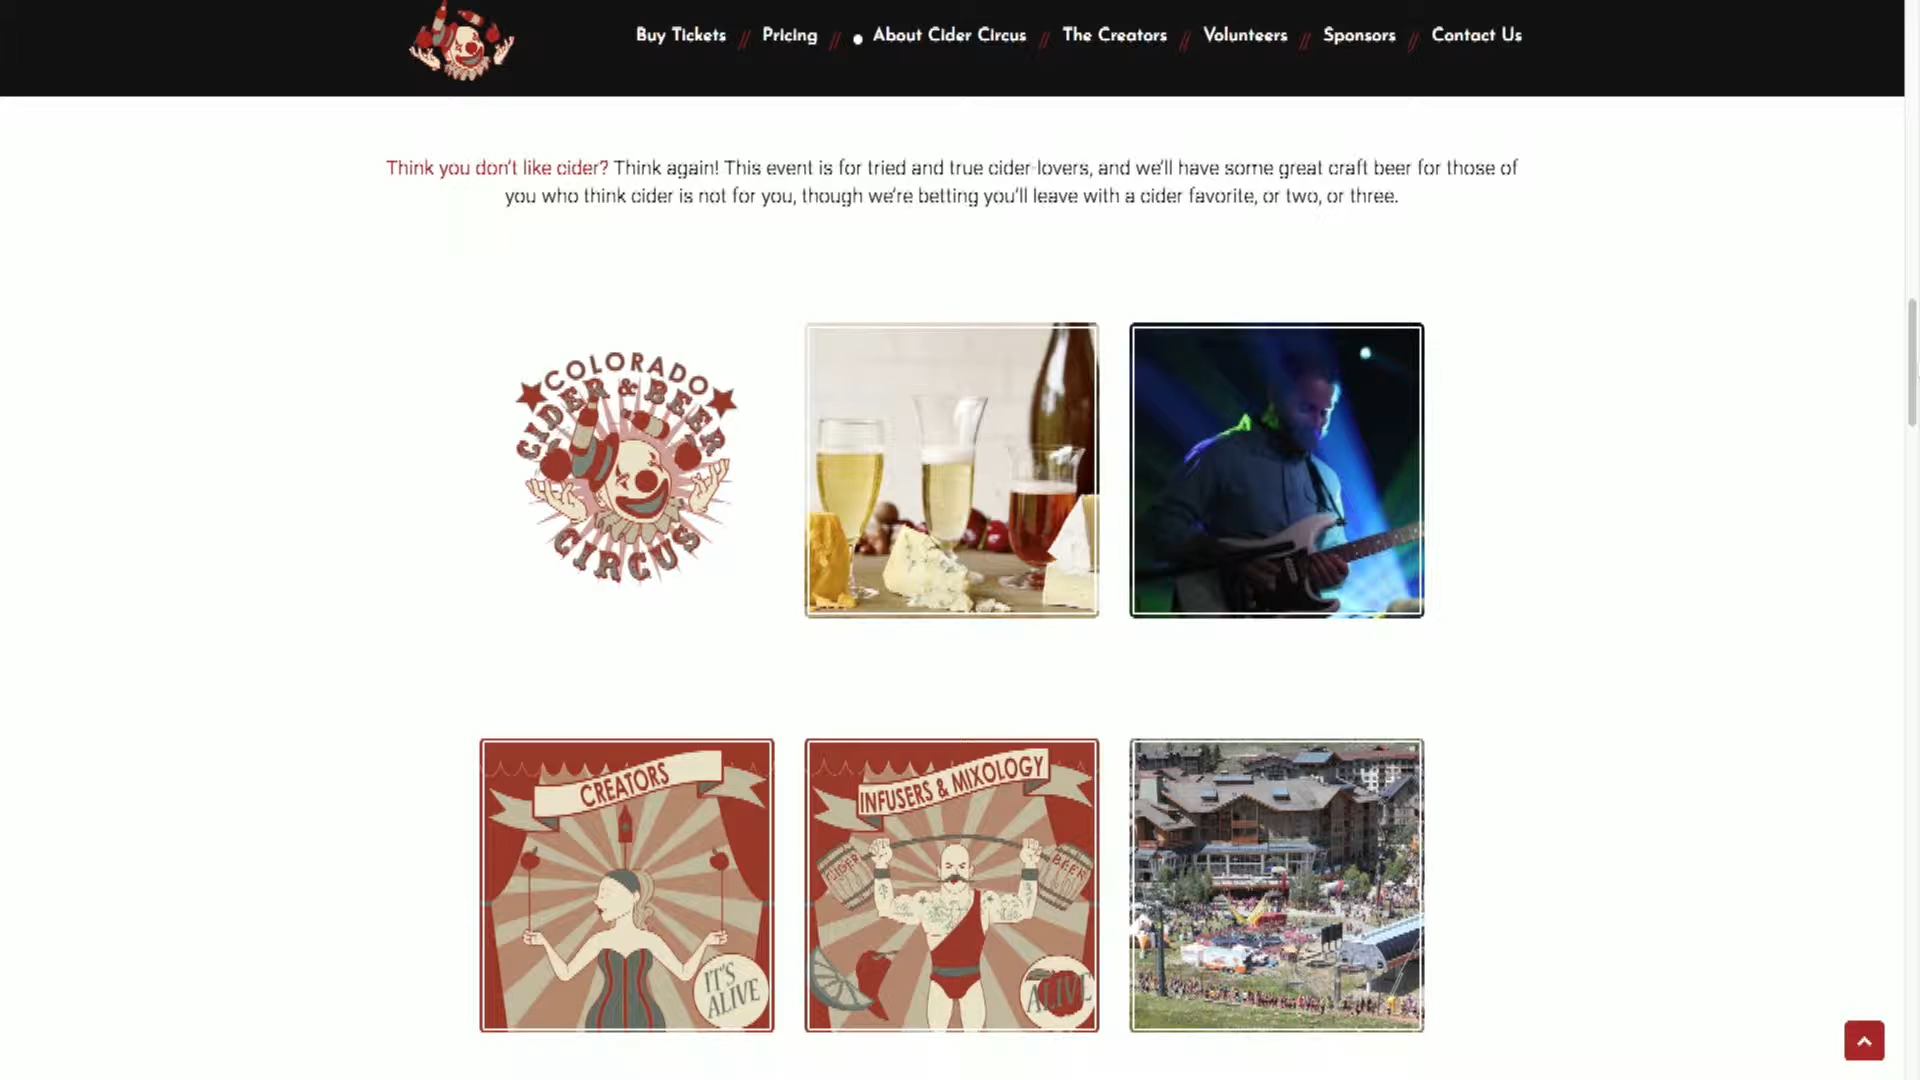 Buy Tickets // Pricing // • About Cider Circus // The Creators // Volunteers // Sponsors // Contact Us
Think you don't like cider? Think again! This event is for tried and true cider-lovers, and we'll have some great craft beer for those of
you who think cider is not for you, though we're betting you'll leave with a cider favorite, or two, or three.
COLORADO
CIDER & BEER
CIRCUS
CREATORS
IT'S
ALIVE
INFUSERS & MIXOLOGY
CIDER
BEER
ALIVE